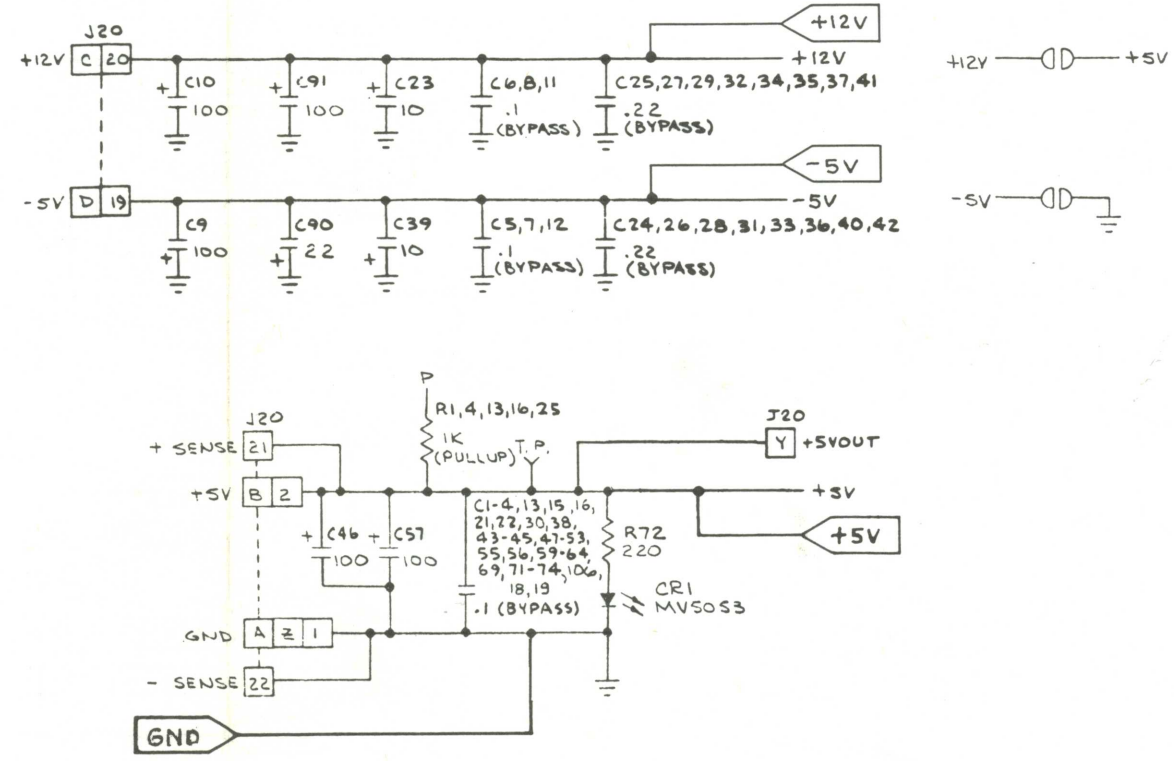 J20
+12V C 20
+ C10 100
+ C91 100
+ C23 10
C6,8,11
.1
(BYPASS)
C25,27,29,32,34,35,37,41
.22
(BYPASS)
+12V
+12V
+12V
+5V
-5V D 19
C9
+ 100
C90
+ 22
C39
+ 10
C5,7,12
.1
(BYPASS)
C24,26,28,31,33,36,40,42
.22
(BYPASS)
-5V
-5V
-5V
P
R1,4,13,16,25
1K
(PULLUP)
T.P.
J20
+ SENSE 21
+5V B 2
+ C46
100
+ C57
100
C1-4,13,15,16,
21,22,30,38,
43-45,47-53,
55,56,59-64,
69,71-74,106,
18,19
.1 (BYPASS)
R72
220
CR1
MV5053
J20
Y +5VOUT
+5V
+5V
GND A Z 1
- SENSE 22
GND